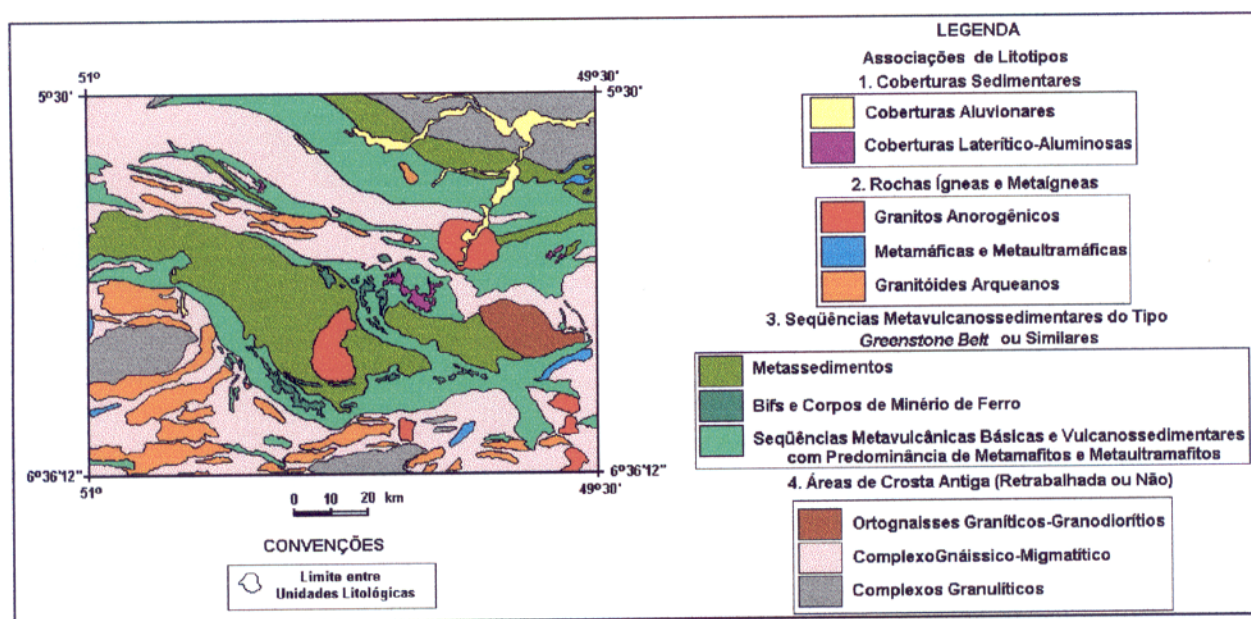 51º
49º30'
5º30'
5º30'
6º36'12"
6º36'12"
51º
49º30'
0 10 20 km
CONVENÇÕES
Limite entre
Unidades Litológicas
LEGENDA
Associações de Litotipos
1. Coberturas Sedimentares
Coberturas Aluvionares
Coberturas Laterítico-Aluminosas
2. Rochas Ígneas e Metaígneas
Granitos Anorogênicos
Metamáficas e Metaultramáficas
Granitóides Arqueanos
3. Seqüências Metavulcanossedimentares do Tipo
Greenstone Belt ou Similares
Metassedimentos
Bifs e Corpos de Minério de Ferro
Seqüências Metavulcânicas Básicas e Vulcanossedimentares
com Predominância de Metamafitos e Metaultramafitos
4. Áreas de Crosta Antiga (Retrabalhada ou Não)
Ortognaisses Graníticos-Granodiorítios
ComplexoGnáissico-Migmatítico
Complexos Granulíticos